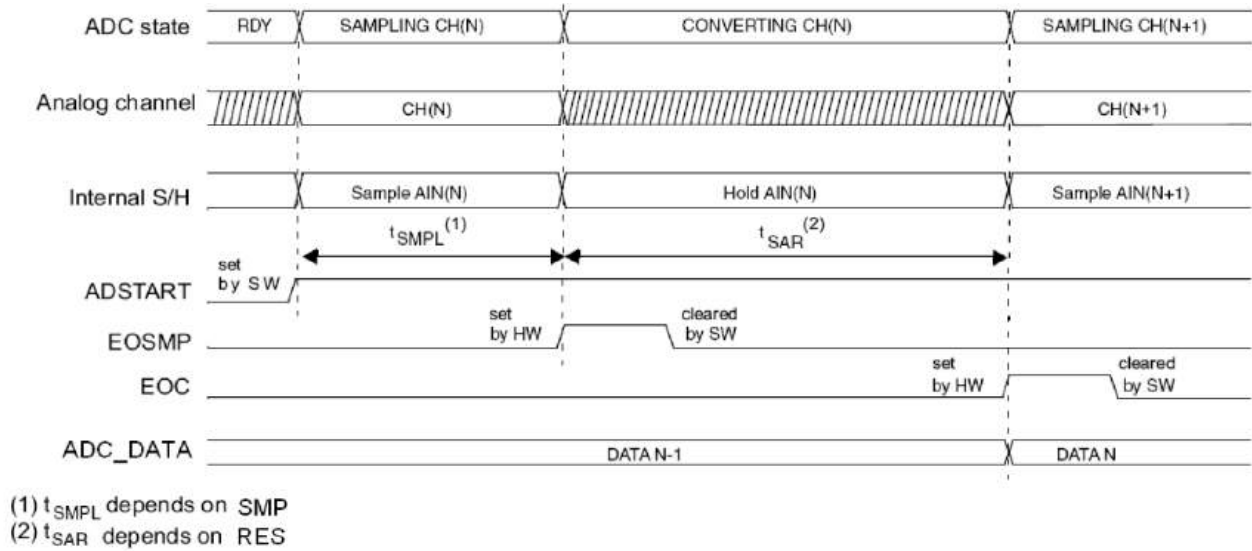 ADC state RDY SAMPLING CH(N) CONVERTING CH(N) SAMPLING CH(N+1)
Analog channel CH(N) CH(N+1)
Internal S/H Sample AIN(N) Hold AIN(N) Sample AIN(N+1)
tSMPL(1) tSAR(2)
set
by SW
ADSTART
set cleared
by HW by SW
EOSMP
set cleared
by HW by SW
EOC
ADC_DATA DATA N-1 DATA N
(1) tSMPL depends on SMP
(2) tSAR depends on RES